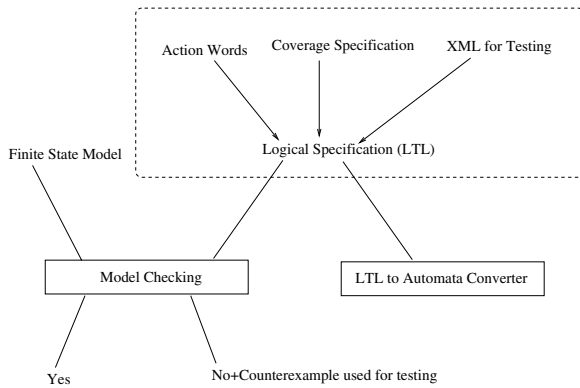 Action Words
Coverage Specification
XML for Testing
Finite State Model
Logical Specification (LTL)
Model Checking
LTL to Automata Converter
Yes
No+Counterexample used for testing